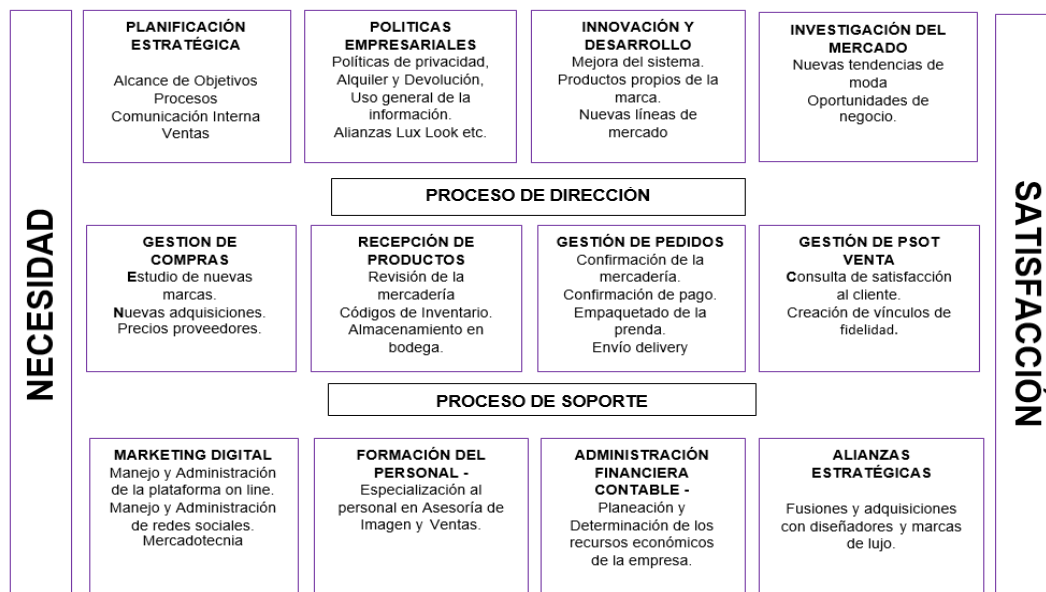 NECESIDAD
PLANIFICACIÓN
ESTRATÉGICA
Alcance de Objetivos
Procesos
Comunicación Interna
Ventas
POLITICAS
EMPRESARIALES
Políticas de privacidad,
Alquiler y Devolución,
Uso general de la
información.
Alianzas Lux Look etc.
INNOVACIÓN Y
DESARROLLO
Mejora del sistema.
Productos propios de la
marca.
Nuevas líneas de
mercado
INVESTIGACIÓN DEL
MERCADO
Nuevas tendencias de
moda
Oportunidades de
negocio.
PROCESO DE DIRECCIÓN
GESTION DE
COMPRAS
Estudio de nuevas
marcas.
Nuevas adquisiciones.
Precios proveedores.
RECEPCIÓN DE
PRODUCTOS
Revisión de la
mercadería
Códigos de Inventario.
Almacenamiento en
bodega.
GESTIÓN DE PEDIDOS
Confirmación de la
mercadería.
Confirmación de pago.
Empaquetado de la
prenda.
Envío delivery
GESTIÓN DE PSOT
VENTA
Consulta de satisfacción
al cliente.
Creación de vínculos de
fidelidad.
PROCESO DE SOPORTE
MARKETING DIGITAL
Manejo y Administración
de la plataforma on line.
Manejo y Administración
de redes sociales.
Mercadotecnia
FORMACIÓN DEL
PERSONAL -
Especialización al
personal en Asesoría de
Imagen y Ventas.
ADMINISTRACIÓN
FINANCIERA
CONTABLE -
Planeación y
Determinación de los
recursos económicos
de la empresa.
ALIANZAS
ESTRATÉGICAS
Fusiones y adquisiciones
con diseñadores y marcas
de lujo.
SATISFACCIÓN